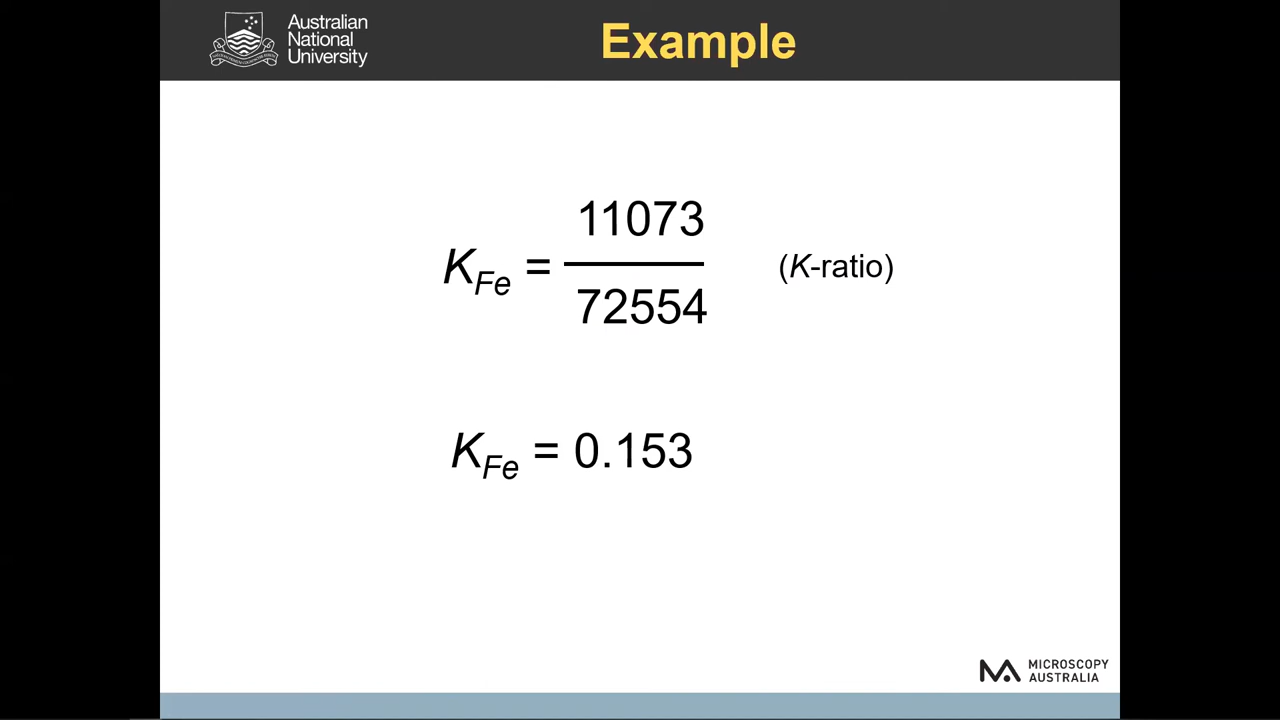 Australian
National
University
Example
K_Fe = 11073 / 72554 (K-ratio)
K_Fe = 0.153
MICROSCOPY
AUSTRALIA